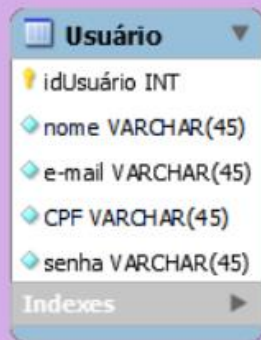 Usuário
idUsuário INT
nome VARCHAR(45)
e-mail VARCHAR(45)
CPF VARCHAR(45)
senha VARCHAR(45)
Indexes